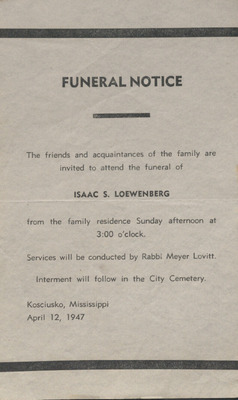 FUNERAL NOTICE
The friends and acquaintances of the family are
invited to attend the funeral of
ISAAC S. LOEWENBERG
from the family residence Sunday afternoon at
3:00 o'clock.
Services will be conducted by Rabbi Meyer Lovitt.
Interment will follow in the City Cemetery.
Kosciusko, Mississippi
April 12, 1947